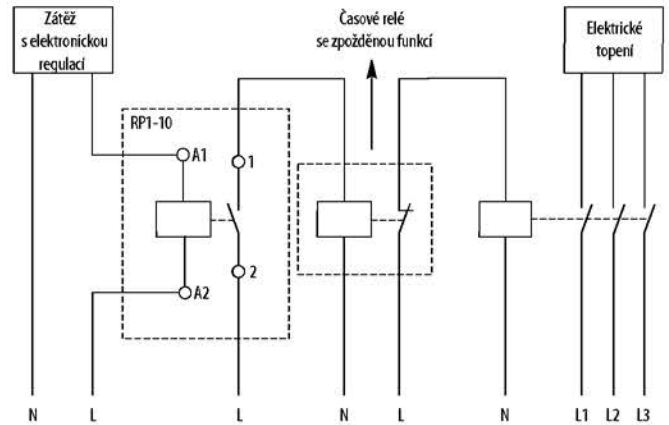 Zátěž
s elektronickou
regulací
Časové relé
se zpožděnou funkcí
Elektrické
topení
RP1-10
A1
1
2
A2
N
L
L
N
L
N
L1
L2
L3